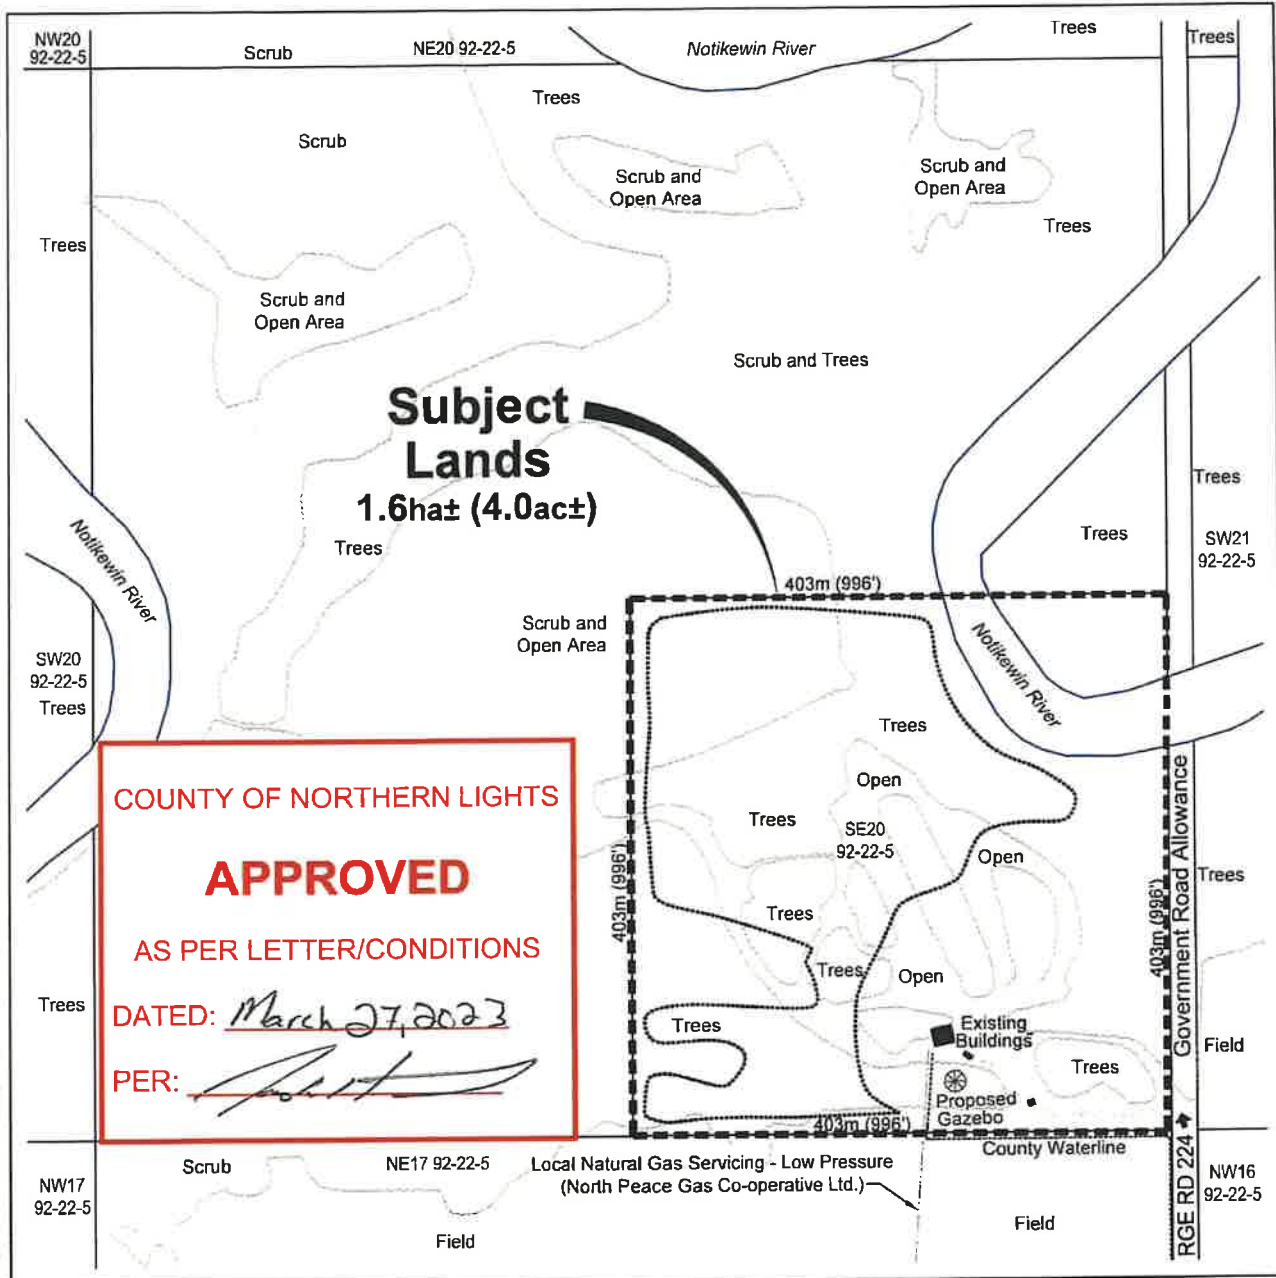 NW20
92-22-5
Scrub
NE20 92-22-5
Notikewin River
Trees
Trees
Trees
Scrub
Scrub and
Open Area
Scrub and
Open Area
Trees
Trees
Scrub and
Open Area
Scrub and Trees
Subject
Lands
1.6ha± (4.0ac±)
Trees
Trees
Trees
SW21
92-22-5
Notikewin River
403m (996')
Scrub and
Open Area
Notikewin River
SW20
92-22-5
Trees
Trees
Open
Trees
SE20
92-22-5
Open
Trees
403m (996')
403m (996')
Government Road Allowance
Trees
Trees
Open
COUNTY OF NORTHERN LIGHTS
APPROVED
AS PER LETTER/CONDITIONS
DATED: March 27, 2023
PER:
Trees
Trees
Existing
Buildings
Trees
Field
Proposed
Gazebo
403m (996')
County Waterline
Scrub
NE17 92-22-5
Local Natural Gas Servicing - Low Pressure
(North Peace Gas Co-operative Ltd.)
NW17
92-22-5
RGE RD 224
NW16
92-22-5
Field
Field